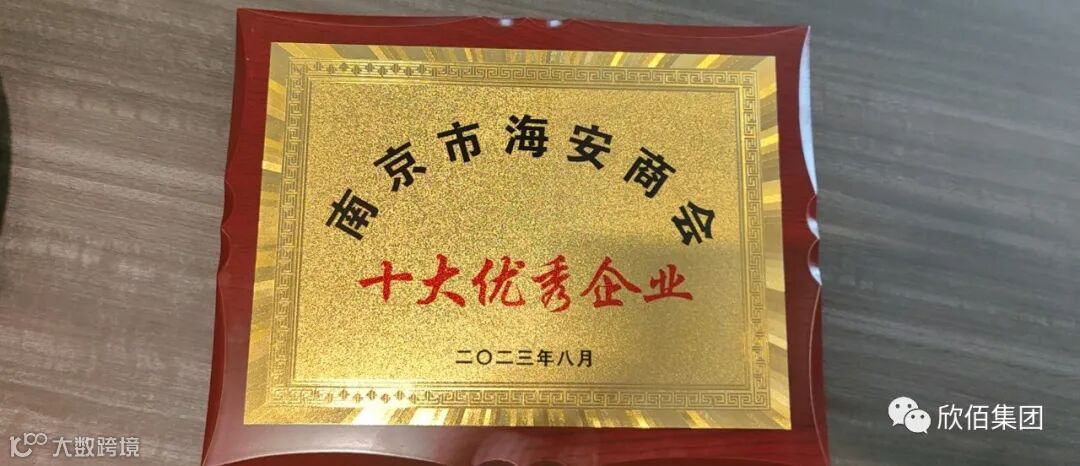 南京市海安商会
十大优秀企业
二〇二三年八月
大数跨境
欣佰集团